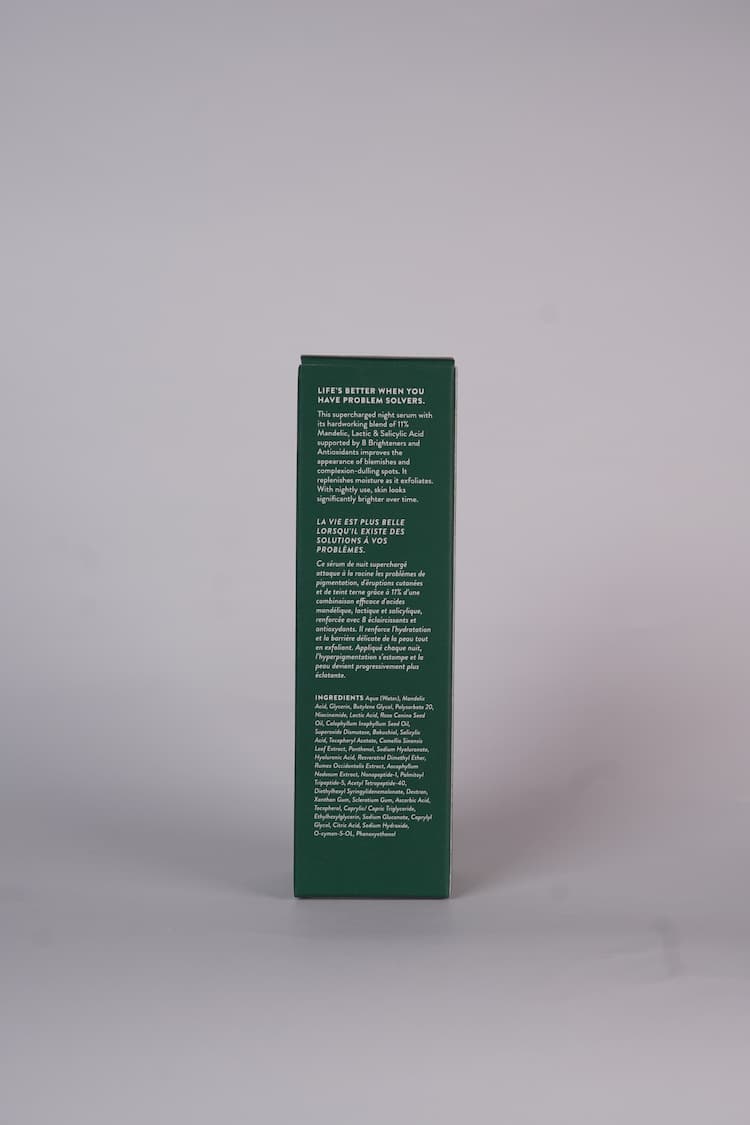 LIFE'S BETTER WHEN YOU
HAVE PROBLEM SOLVERS.
This supercharged night serum with
its hardworking blend of 11%
Mandelic, Lactic & Salicylic Acid
supported by 8 Brighteners and
Antioxidants improves the
appearance of blemishes and
complexion-dulling spots. It
replenishes moisture as it exfoliates.
With nightly use, skin looks
significantly brighter over time.
LA VIE EST PLUS BELLE
LORSQU'IL EXISTE DES
SOLUTIONS À VOS
PROBLÈMES.
Ce sérum de nuit superchargé
attaque à la racine les problèmes de
pigmentation, d'éruptions cutanées
et de teint terne grâce à 11% d'une
combinaison efficace d'acides
mandélique, lactique et salicylique,
renforcée avec 8 éclaircissants et
antioxydants. Il renforce l'hydratation
et la barrière délicate de la peau tout
en exfoliant. Appliqué chaque nuit,
l'hyperpigmentation s'estompe et la
peau devient progressivement plus
éclatante.
INGREDIENTS Aqua (Water), Mandelic
Acid, Glycerin, Butylene Glycol, Polysorbate 20,
Niacinamide, Lactic Acid, Rosa Canina Seed
Oil, Calophyllum Inophyllum Seed Oil,
Superoxide Dismutase, Bakuchiol, Salicylic
Acid, Tocopheryl Acetate, Camellia Sinensis
Leaf Extract, Panthenol, Sodium Hyaluronate,
Hyaluronic Acid, Resveratrol Dimethyl Ether,
Rumex Occidentalis Extract, Ascophyllum
Nodosum Extract, Nonapeptide-1, Palmitoyl
Tripeptide-5, Acetyl Tetrapeptide-40,
Diethylhexyl Syringylidenemalonate, Dextran,
Xanthan Gum, Sclerotium Gum, Ascorbic Acid,
Tocopherol, Caprylic/ Capric Triglyceride,
Ethylhexylglycerin, Sodium Gluconate, Caprylyl
Glycol, Citric Acid, Sodium Hydroxide,
O-cymen-5-OL, Phenoxyethanol